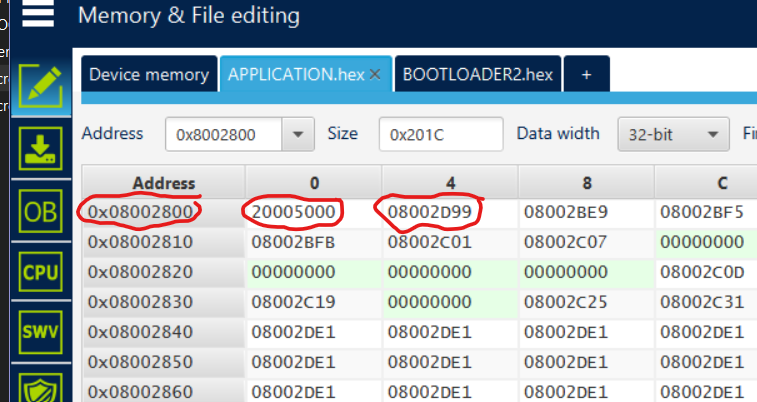 Memory & File editing
Device memory APPLICATION.hex × BOOTLOADER2.hex +
Address 0x8002800 Size 0x201C Data width 32-bit
Address 0 4 8 C
0x08002800 20005000 08002D99 08002BE9 08002BF5
0x08002810 08002BFB 08002C01 08002C07 00000000
0x08002820 00000000 00000000 00000000 08002C0D
0x08002830 08002C19 00000000 08002C25 08002C31
0x08002840 08002DE1 08002DE1 08002DE1 08002DE1
0x08002850 08002DE1 08002DE1 08002DE1 08002DE1
0x08002860 08002DE1 08002DE1 08002DE1 08002DE1
OB
CPU
SWV